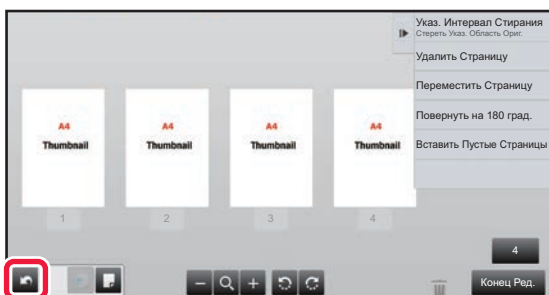 Указ. Интервал Стирания
Стереть Указ. Область Ориг.
Удалить Страницу
Переместить Страницу
Повернуть на 180 град.
Вставить Пустые Страницы
A4 A4 A4 A4
Thumbnail Thumbnail Thumbnail Thumbnail
1 2 3 4
4
Конец Ред.